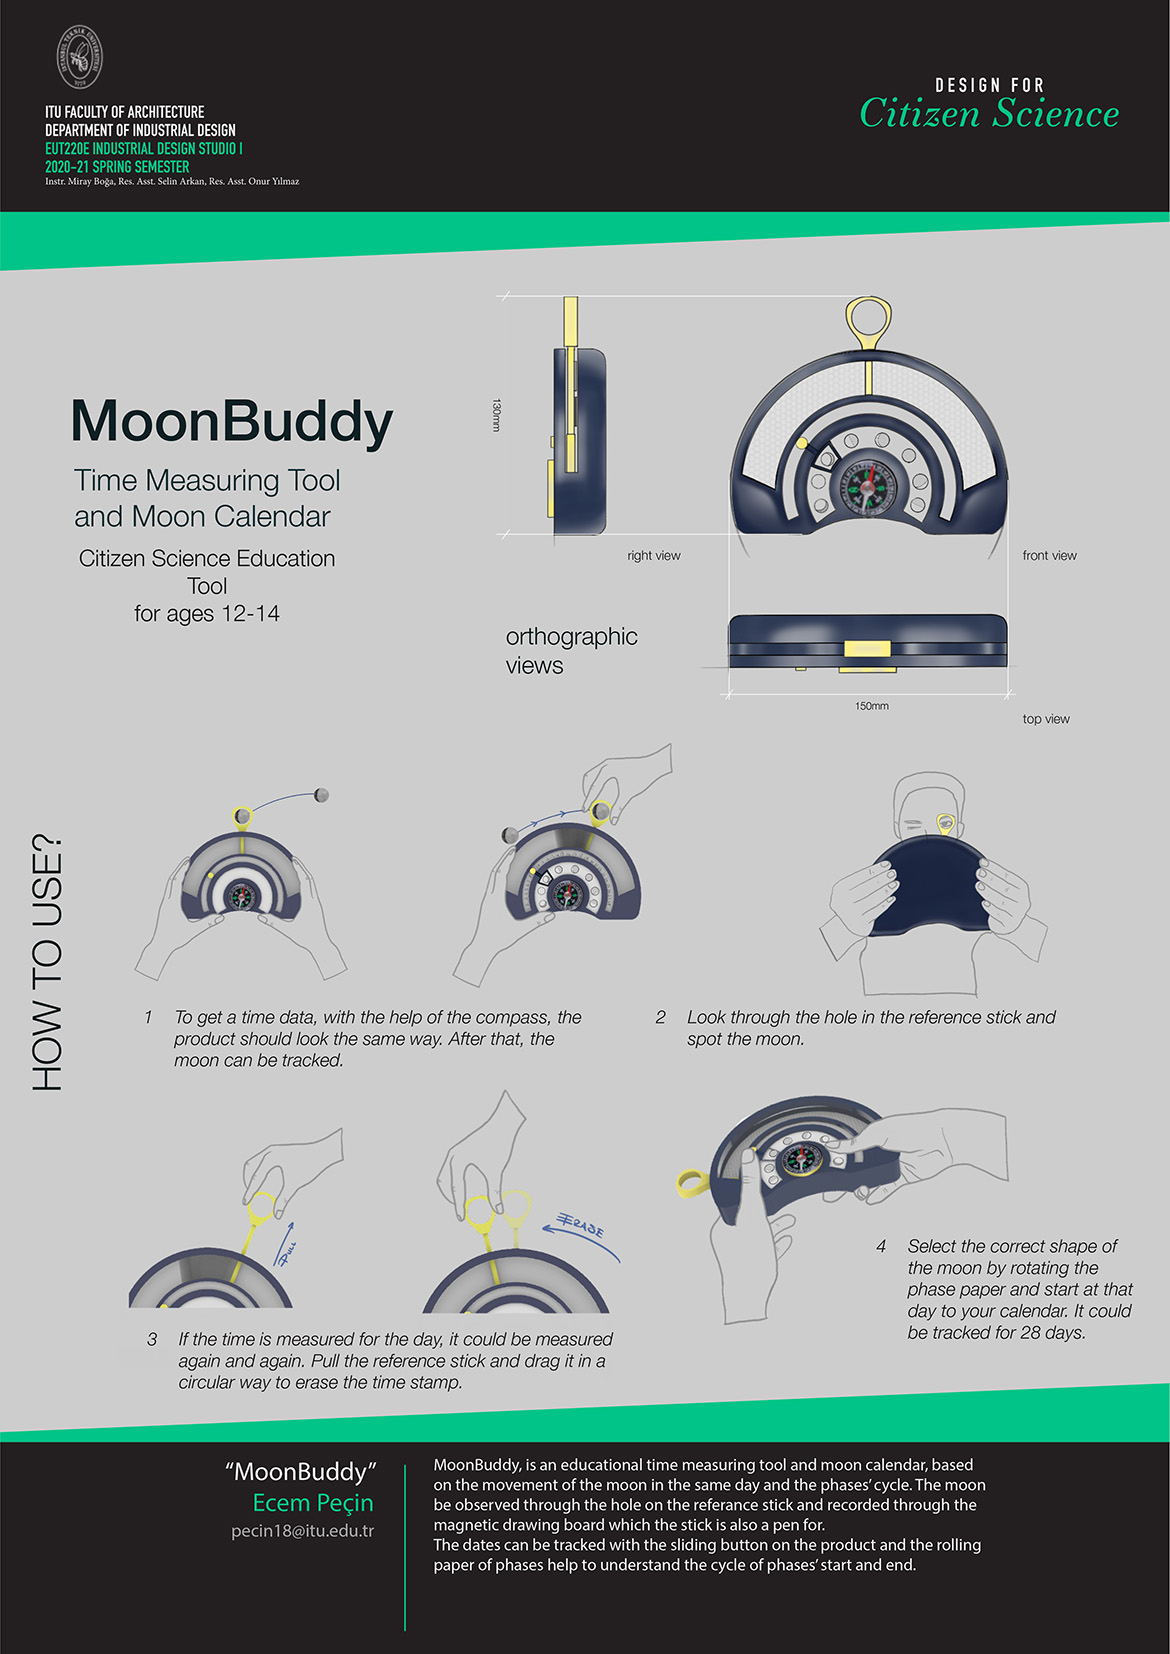 ISTANBUL TEKNİK ÜNİVERSİTESİ
1773
ITU FACULTY OF ARCHITECTURE
DEPARTMENT OF INDUSTRIAL DESIGN
EUT220E INDUSTRIAL DESIGN STUDIO I
2020-21 SPRING SEMESTER
Instr. Miray Boğa, Res. Asst. Selin Arkan, Res. Asst. Onur Yılmaz
DESIGN FOR
Citizen Science
MoonBuddy
Time Measuring Tool
and Moon Calendar
Citizen Science Education
Tool
for ages 12-14
130mm
right view
front view
orthographic
views
150mm
top view
HOW TO USE?
1 To get a time data, with the help of the compass, the
product should look the same way. After that, the
moon can be tracked.
2 Look through the hole in the reference stick and
spot the moon.
PULL
ERASE
3 If the time is measured for the day, it could be measured
again and again. Pull the reference stick and drag it in a
circular way to erase the time stamp.
4 Select the correct shape of
the moon by rotating the
phase paper and start at that
day to your calendar. It could
be tracked for 28 days.
“MoonBuddy”
Ecem Peçin
pecin18@itu.edu.tr
MoonBuddy, is an educational time measuring tool and moon calendar, based
on the movement of the moon in the same day and the phases’ cycle. The moon
be observed through the hole on the referance stick and recorded through the
magnetic drawing board which the stick is also a pen for.
The dates can be tracked with the sliding button on the product and the rolling
paper of phases help to understand the cycle of phases’ start and end.